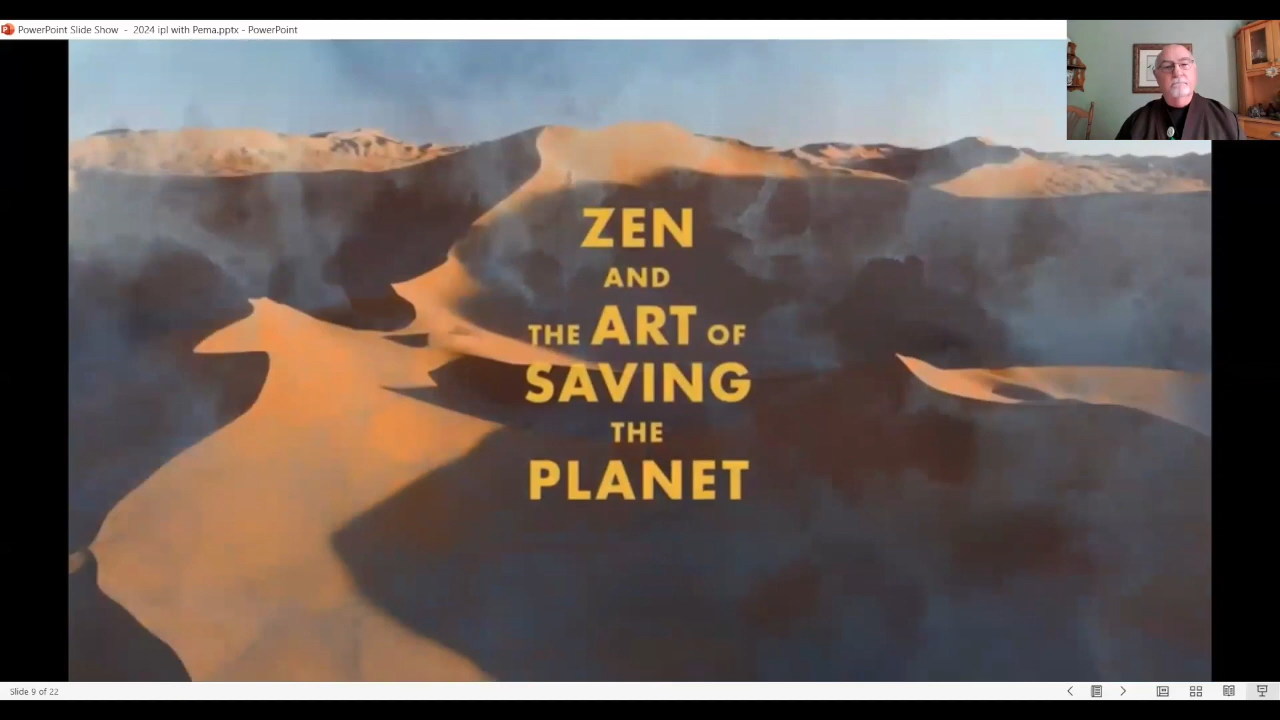 PowerPoint Slide Show - 2024 ipl with Pema.pptx - PowerPoint
ZEN
AND
THE ART OF
SAVING
THE
PLANET
Slide 9 of 22